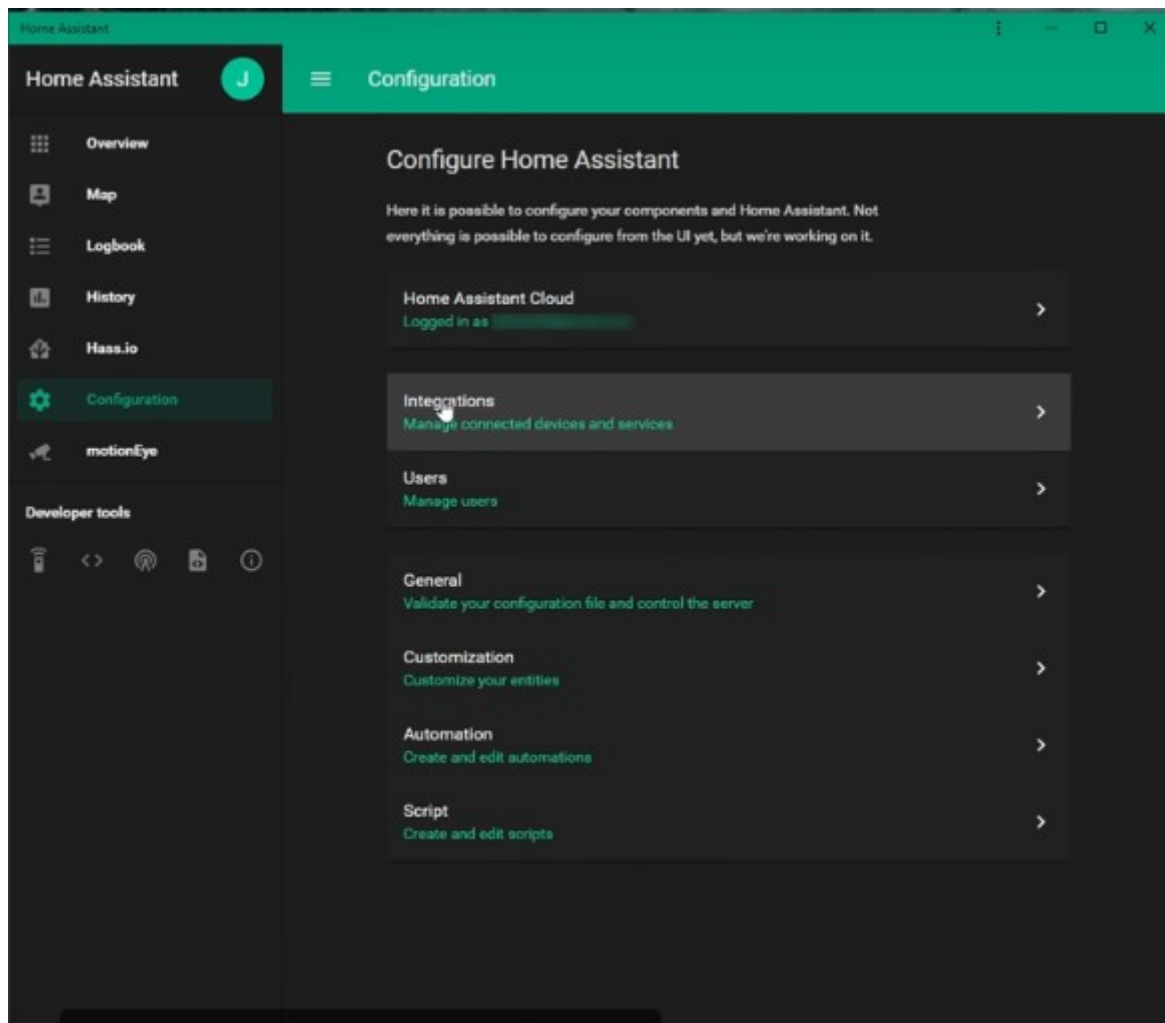 Home Assistant
Home Assistant
J
Configuration
Overview
Map
Logbook
History
Hass.io
Configuration
motionEye
Developer tools
Configure Home Assistant
Here it is possible to configure your components and Home Assistant. Not
everything is possible to configure from the UI yet, but we're working on it.
Home Assistant Cloud
Logged in as
Integrations
Manage connected devices and services
Users
Manage users
General
Validate your configuration file and control the server
Customization
Customize your entities
Automation
Create and edit automations
Script
Create and edit scripts